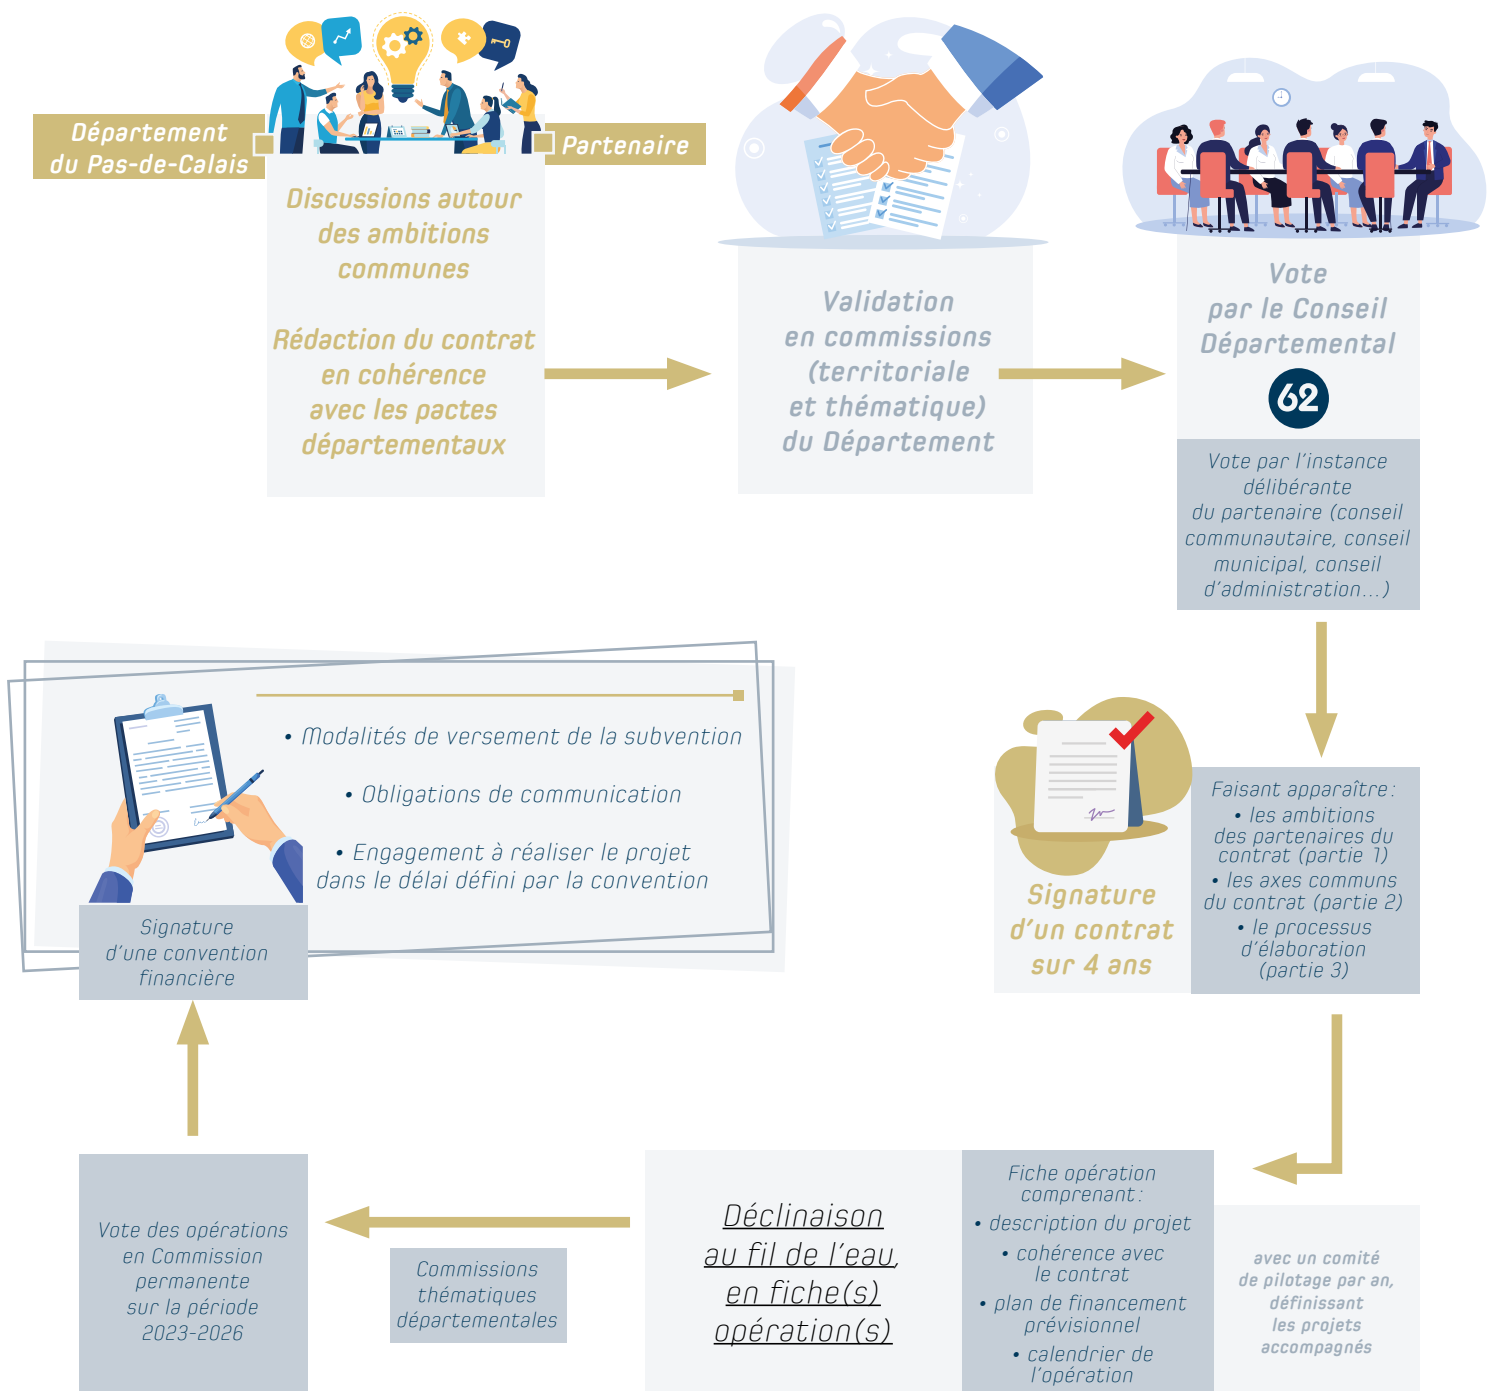 Département
du Pas-de-Calais
Partenaire
Discussions autour
des ambitions
communes
Rédaction du contrat
en cohérence
avec les pactes
départementaux
Validation
en commissions
(territoriale
et thématique)
du Département
Vote
par le Conseil
Départemental
62
Vote par l'instance
délibérante
du partenaire (conseil
communautaire, conseil
municipal, conseil
d'administration...)
Signature
d'un contrat
sur 4 ans
Faisant apparaître :
• les ambitions
des partenaires du
contrat (partie 1)
• les axes communs
du contrat (partie 2)
• le processus
d'élaboration
(partie 3)
avec un comité
de pilotage par an,
définissant
les projets
accompagnés
Fiche opération
comprenant :
• description du projet
• cohérence avec
le contrat
• plan de financement
prévisionnel
• calendrier de
l'opération
Déclinaison
au fil de l'eau,
en fiche(s)
opération(s)
Commissions
thématiques
départementales
Vote des opérations
en Commission
permanente
sur la période
2023-2026
Signature
d'une convention
financière
• Modalités de versement de la subvention
• Obligations de communication
• Engagement à réaliser le projet
dans le délai défini par la convention